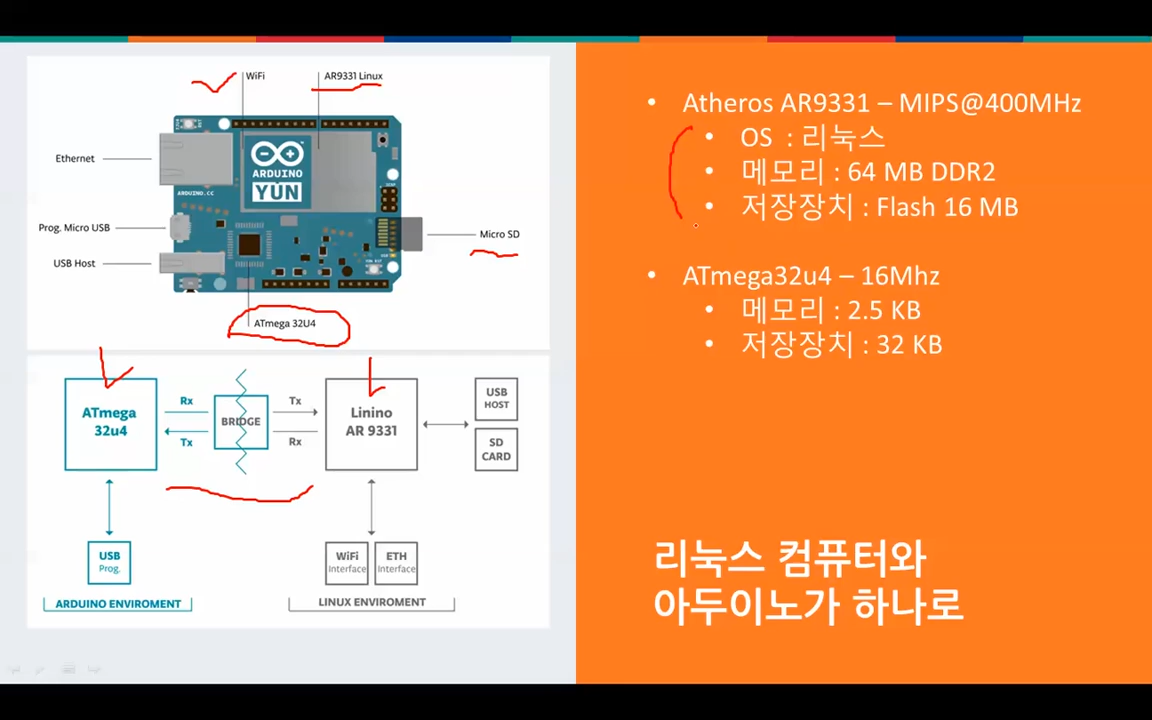 WiFi
AR9331 Linux
Ethernet
ARDUINO
YÚN
ARDUINO.CC
Prog. Micro USB
Micro SD
USB Host
ATmega 32U4
ATmega
32u4
Rx
Tx
BRIDGE
Tx
Rx
Linino
AR 9331
USB
HOST
SD
CARD
USB
Prog.
WiFi
Interface
ETH
Interface
ARDUINO ENVIROMENT
LINUX ENVIROMENT
• Atheros AR9331 – MIPS@400MHz
• OS : 리눅스
• 메모리 : 64 MB DDR2
• 저장장치 : Flash 16 MB
• ATmega32u4 – 16Mhz
• 메모리 : 2.5 KB
• 저장장치 : 32 KB
리눅스 컴퓨터와
아두이노가 하나로